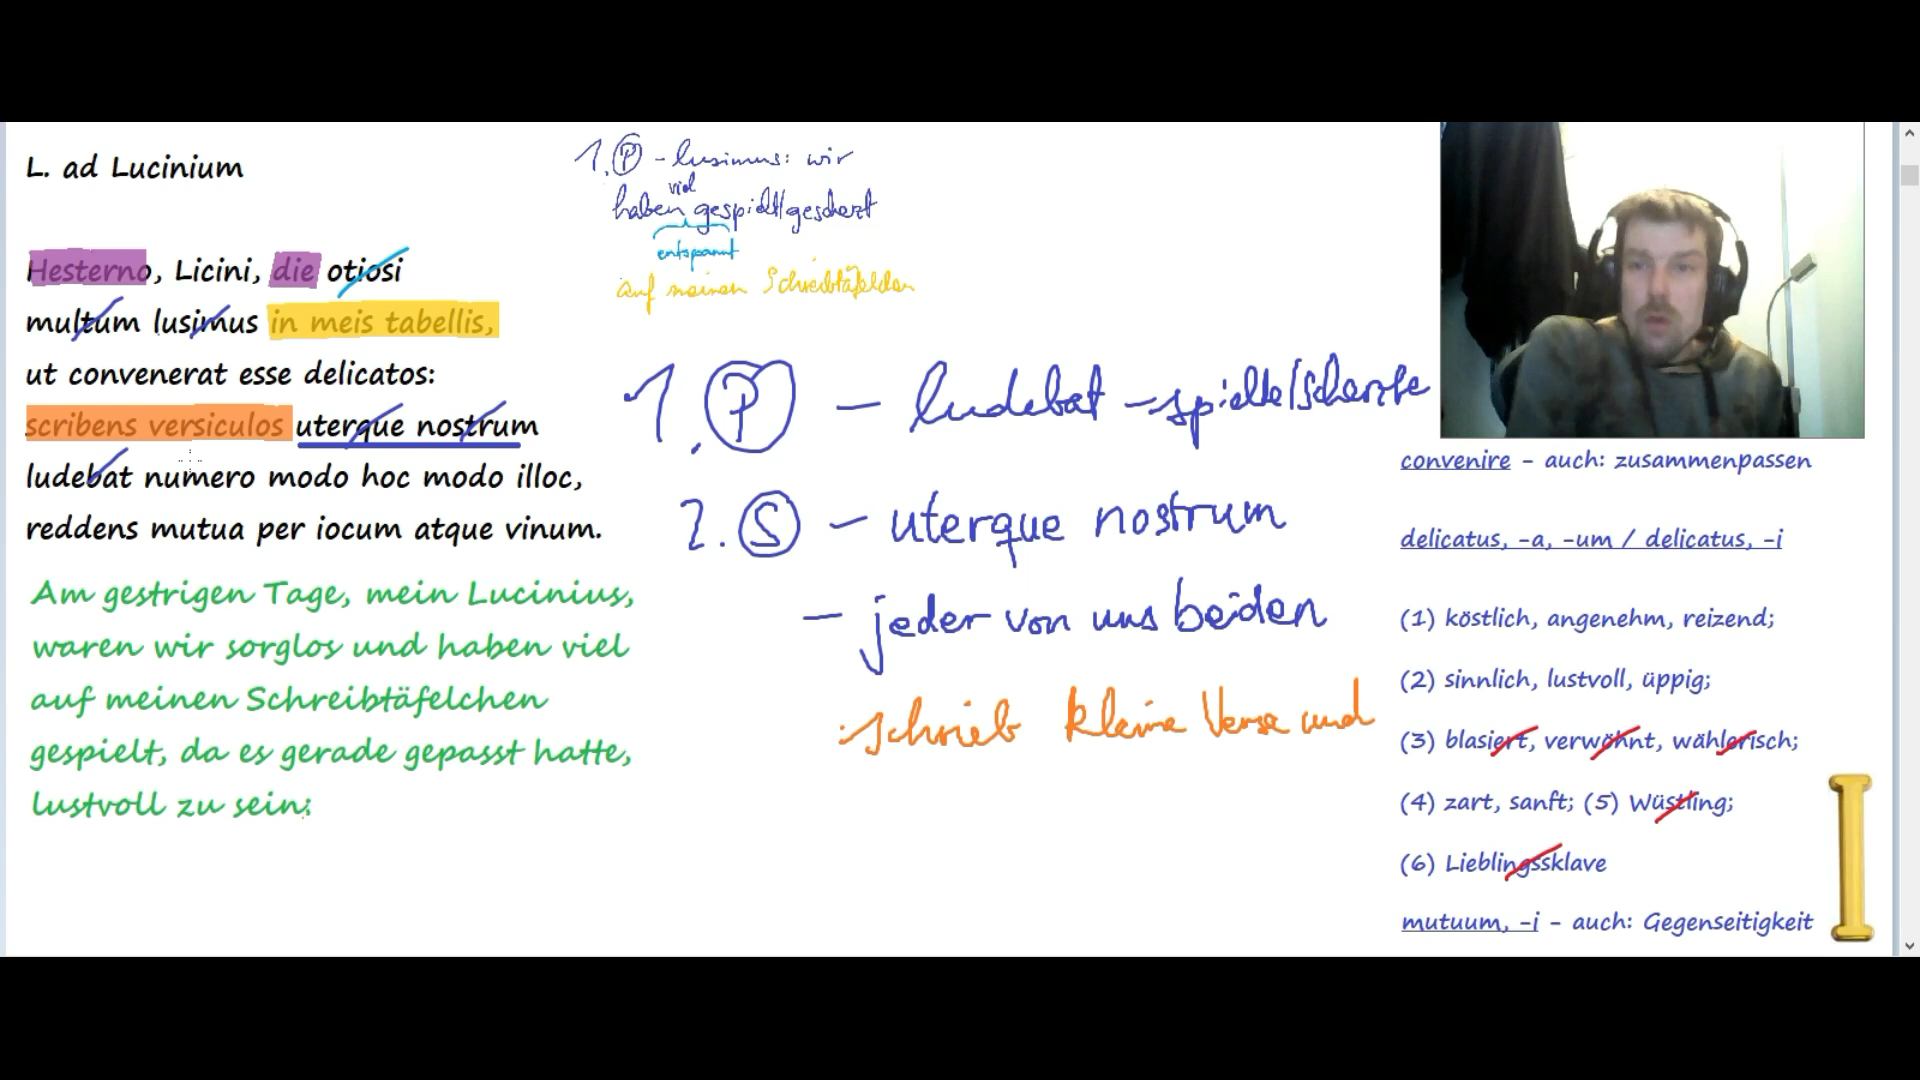 L. ad Lucinium
Hesterno, Licini, die otiosi
multum lusimus in meis tabellis,
ut convenerat esse delicatos:
scribens versiculos uterque nostrum
ludebat numero modo hoc modo illoc,
reddens mutua per iocum atque vinum.
Am gestrigen Tage, mein Lucinius,
waren wir sorglos und haben viel
auf meinen Schreibtäfelchen
gespielt, da es gerade gepasst hatte,
lustvoll zu sein:
1. P - lusimus: wir
viel
haben gespielt/gescherzt
entspannt
auf meinen Schreibtäfelchen
1. P - ludebat - spielte/scherzte
2. S - uterque nostrum
- jeder von uns beiden
schrieb kleine Verse und
convenire - auch: zusammenpassen
delicatus, -a, -um / delicatus, -i
(1) köstlich, angenehm, reizend;
(2) sinnlich, lustvoll, üppig;
(3) blasiert, verwöhnt, wählerisch;
(4) zart, sanft; (5) Wüstling;
(6) Lieblingssklave
mutuum, -i - auch: Gegenseitigkeit
I